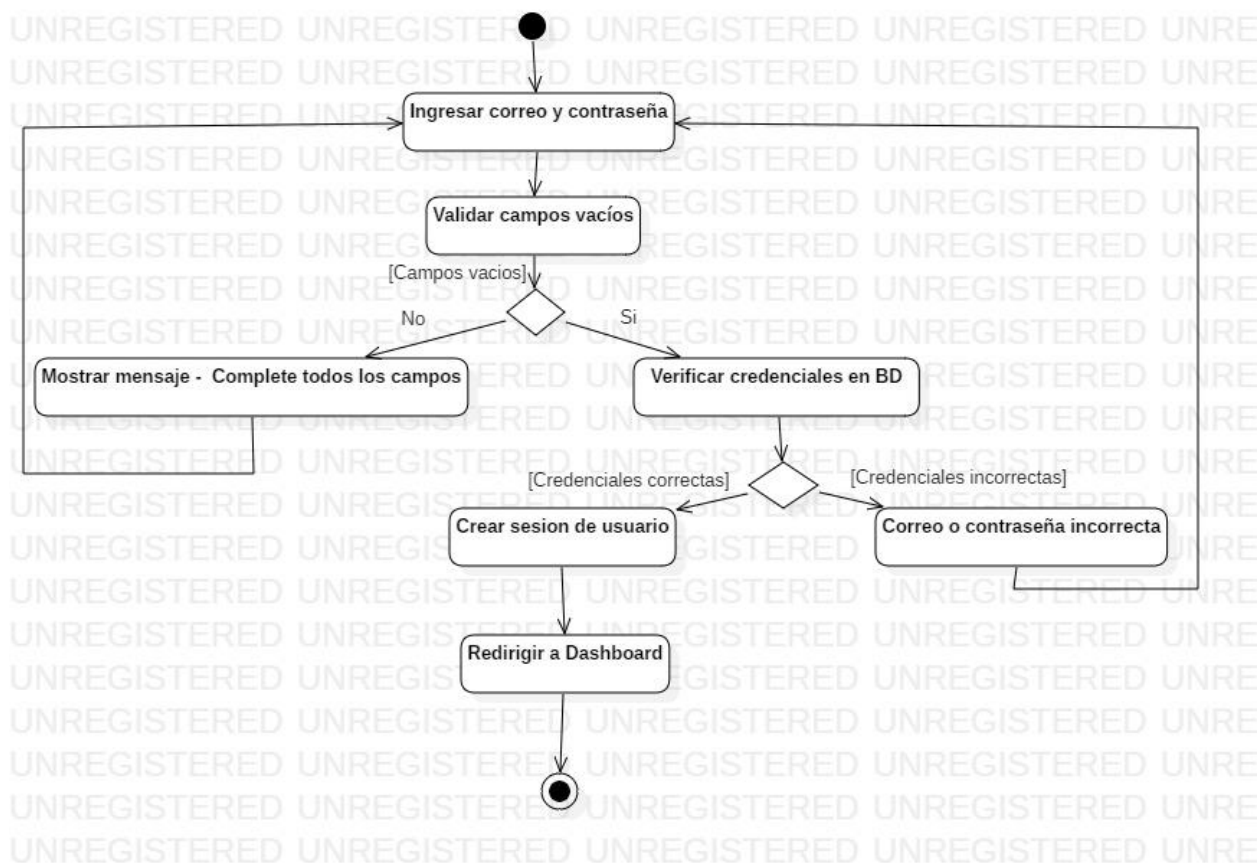 Ingresar correo y contraseña
Validar campos vacíos
[Campos vacios]
No
Si
Mostrar mensaje - Complete todos los campos
Verificar credenciales en BD
[Credenciales correctas]
[Credenciales incorrectas]
Crear sesion de usuario
Correo o contraseña incorrecta
Redirigir a Dashboard
UNREGISTERED